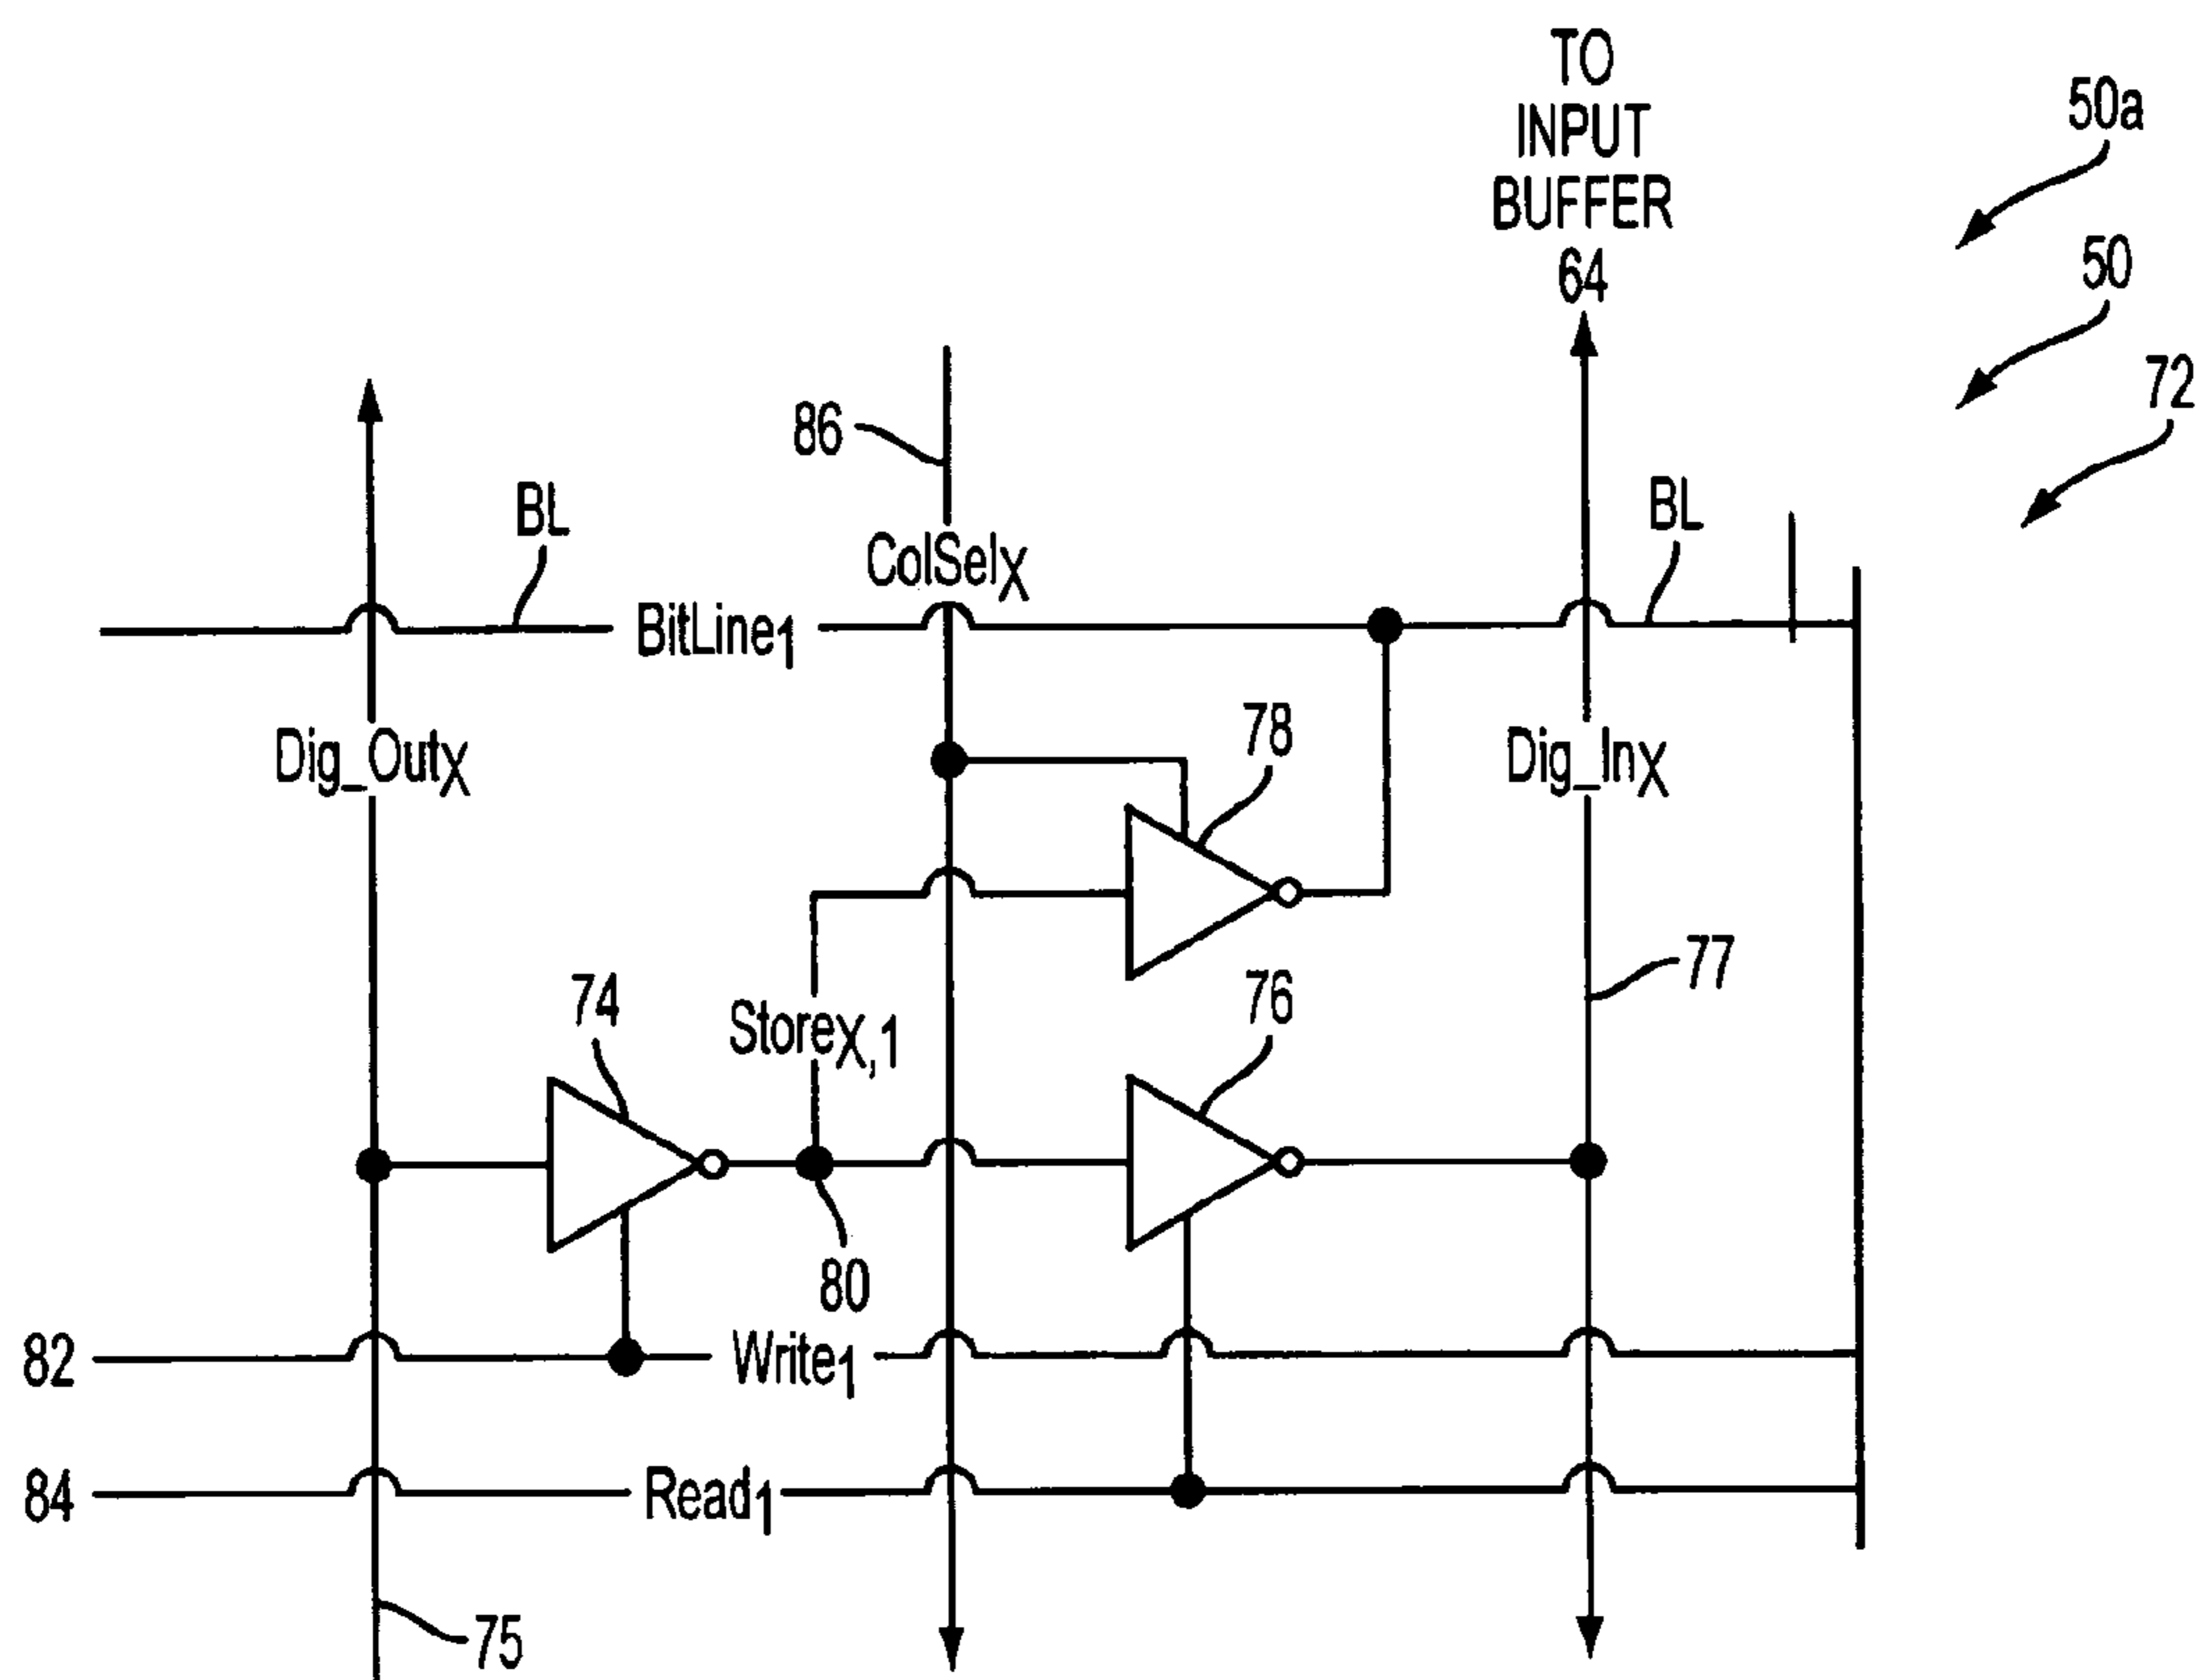 TO
INPUT
BUFFER
64
50a
50
72
86
BL
BL
ColSelX
BitLine1
78
Dig_OutX
Dig_InX
77
74
StoreX,1
76
80
82
Write1
84
Read1
75